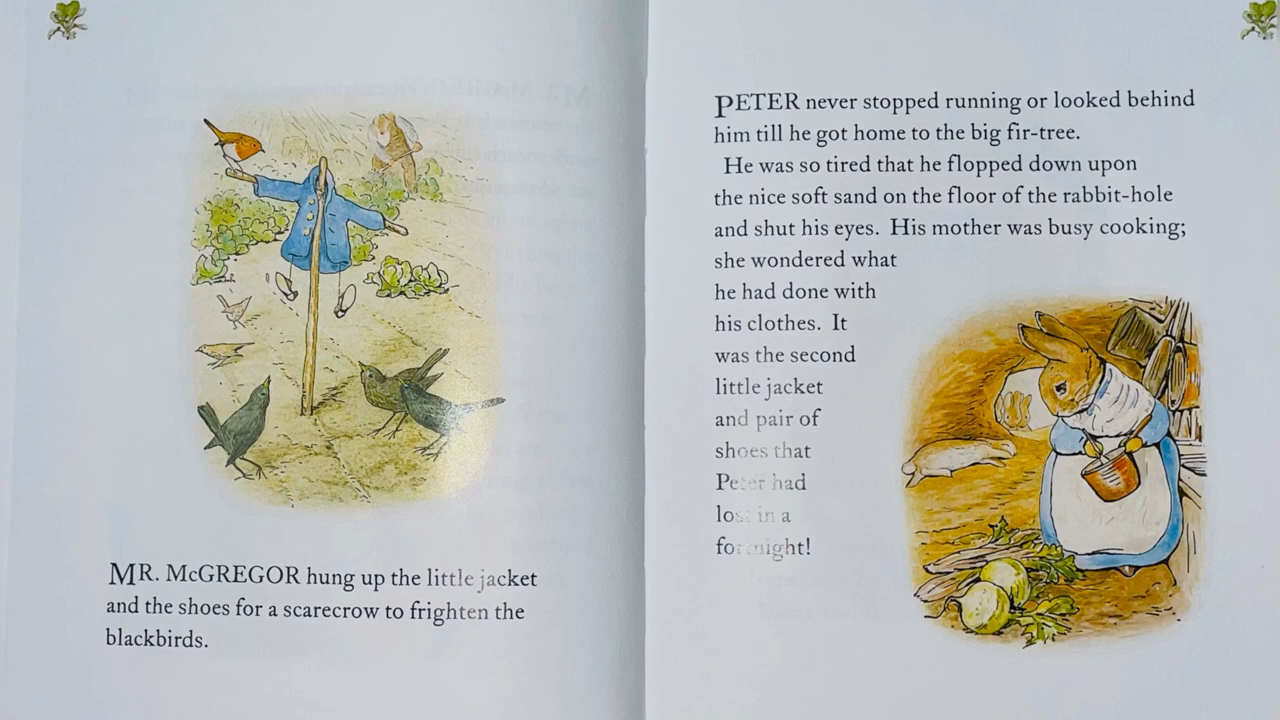 MR. McGREGOR hung up the little jacket
and the shoes for a scarecrow to frighten the
blackbirds.
PETER never stopped running or looked behind
him till he got home to the big fir-tree.
He was so tired that he flopped down upon
the nice soft sand on the floor of the rabbit-hole
and shut his eyes. His mother was busy cooking;
she wondered what
he had done with
his clothes. It
was the second
little jacket
and pair of
shoes that
Peter had
lost in a
fortnight!